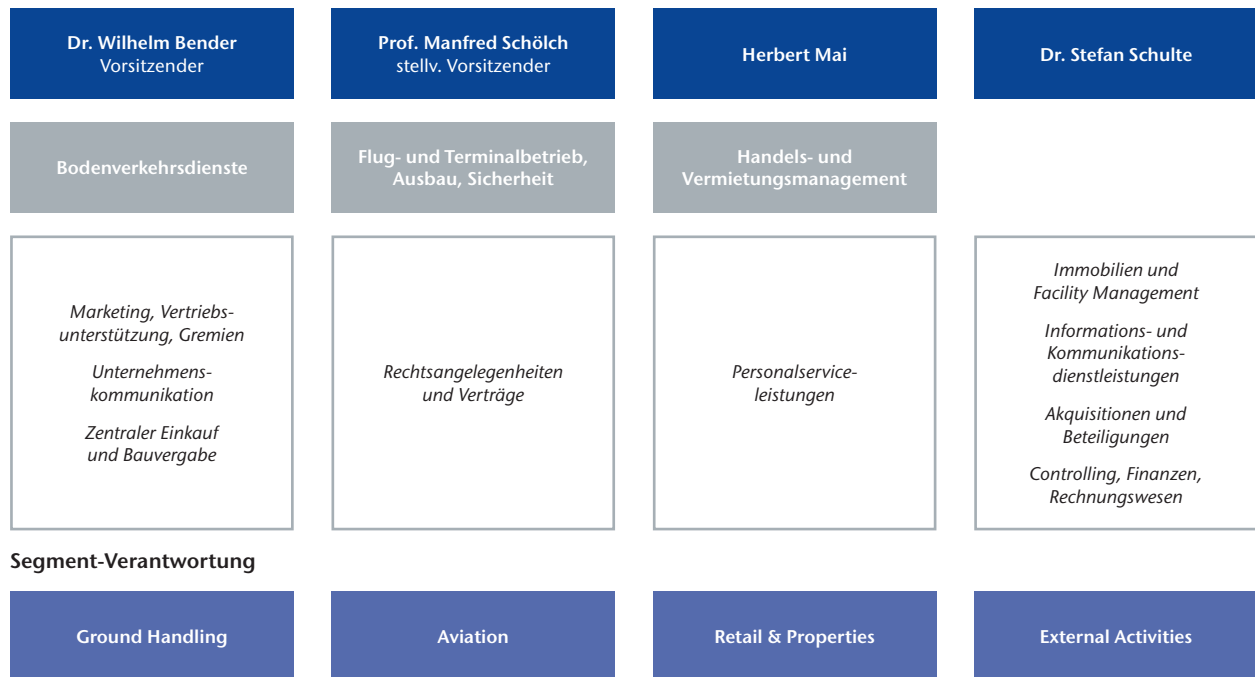 Dr. Wilhelm Bender
Vorsitzender
Prof. Manfred Schölch
stellv. Vorsitzender
Herbert Mai
Dr. Stefan Schulte
Bodenverkehrsdienste
Flug- und Terminalbetrieb,
Ausbau, Sicherheit
Handels- und
Vermietungsmanagement
Marketing, Vertriebs-
unterstützung, Gremien
Unternehmens-
kommunikation
Zentraler Einkauf
und Bauvergabe
Rechtsangelegenheiten
und Verträge
Personalservice-
leistungen
Immobilien und
Facility Management
Informations- und
Kommunikations-
dienstleistungen
Akquisitionen und
Beteiligungen
Controlling, Finanzen,
Rechnungswesen
Segment-Verantwortung
Ground Handling
Aviation
Retail & Properties
External Activities